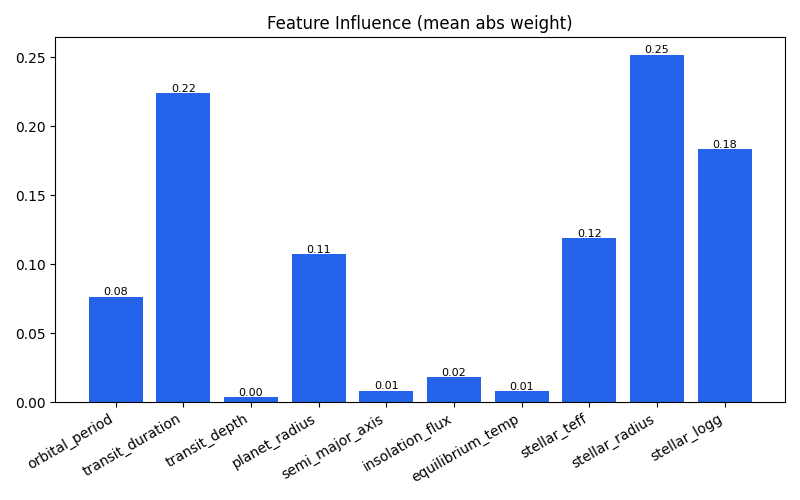 Feature Influence (mean abs weight)
0.25
0.20
0.15
0.10
0.05
0.00
0.08
0.22
0.00
0.11
0.01
0.02
0.01
0.12
0.25
0.18
orbital_period
transit_duration
transit_depth
planet_radius
semi_major_axis
insolation_flux
equilibrium_temp
stellar_teff
stellar_radius
stellar_logg